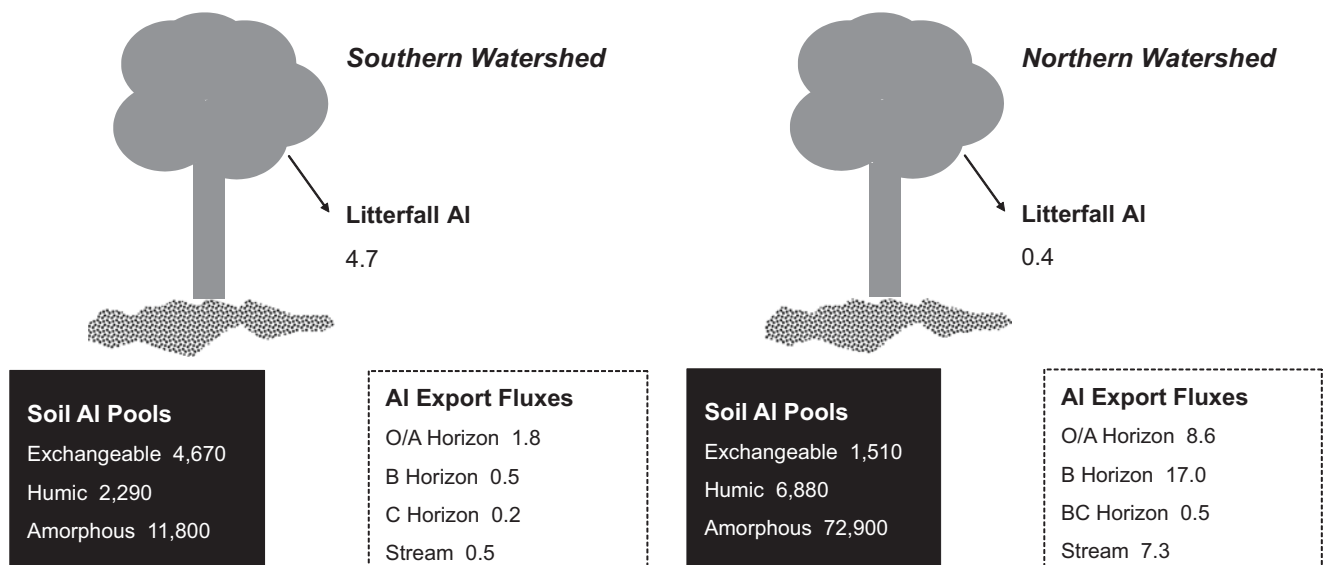 Southern Watershed
Litterfall Al
4.7
Soil Al Pools
Exchangeable 4,670
Humic 2,290
Amorphous 11,800
Al Export Fluxes
O/A Horizon 1.8
B Horizon 0.5
C Horizon 0.2
Stream 0.5
Northern Watershed
Litterfall Al
0.4
Soil Al Pools
Exchangeable 1,510
Humic 6,880
Amorphous 72,900
Al Export Fluxes
O/A Horizon 8.6
B Horizon 17.0
BC Horizon 0.5
Stream 7.3